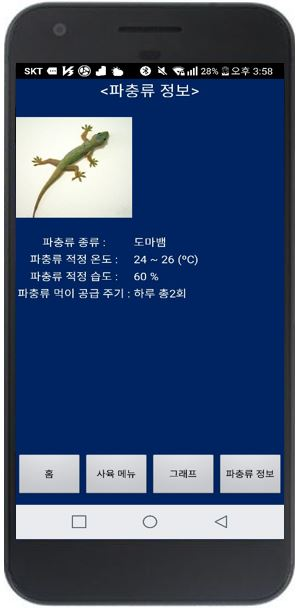 SKT 28% 오후 3:58
<파충류 정보>
파충류 종류 : 도마뱀
파충류 적정 온도 : 24 ~ 26 (ºC)
파충류 적정 습도 : 60 %
파충류 먹이 공급 주기 : 하루 총2회
홈 사육 메뉴 그래프 파충류 정보